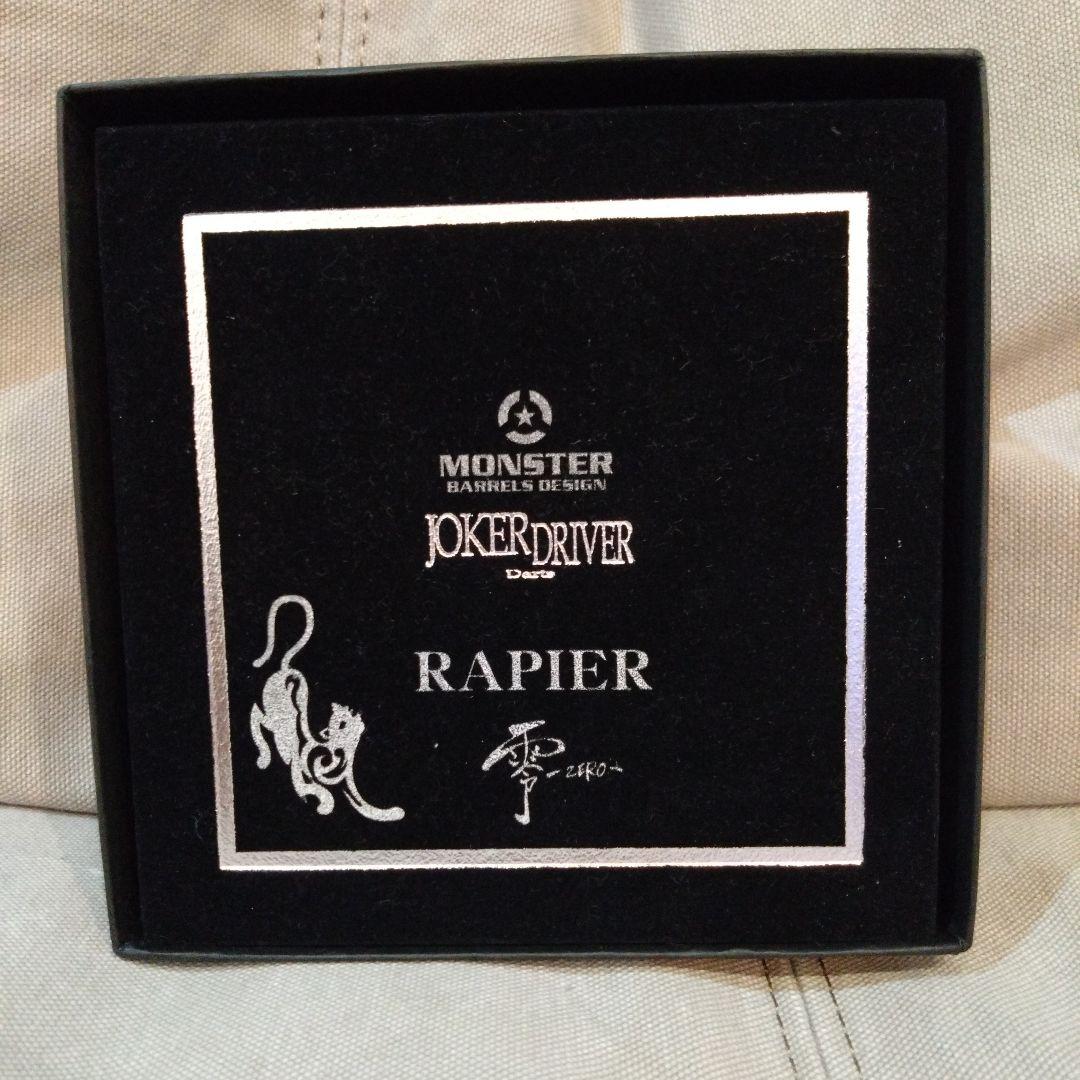 MONSTER
BARRELS DESIGN
JOKER DRIVER
Darts
RAPIER
零 -ZERO-